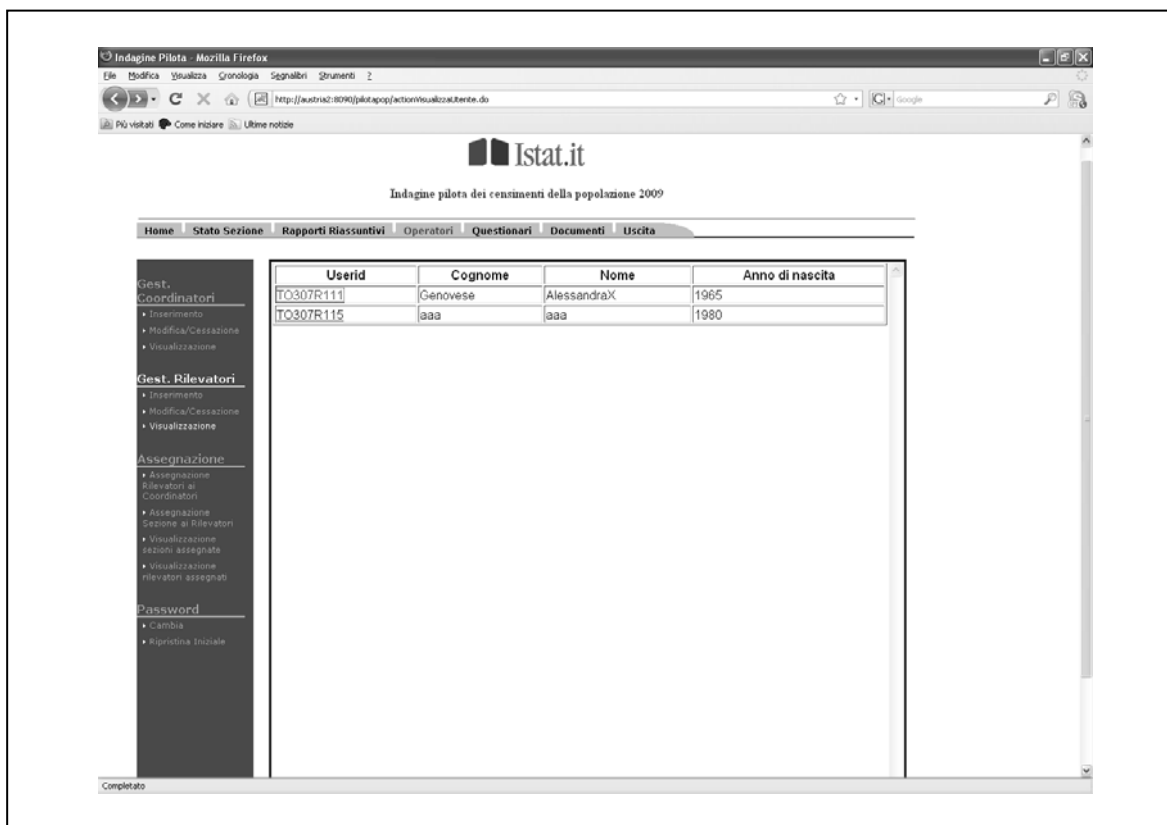 Indagine Pilota - Mozilla Firefox
File Modifica Visualizza Cronologia Segnalibri Strumenti ?
http://austria2:8090/pilotapop/actionVisualizzaUtente.do
Google
Più visitati Come iniziare Ultime notizie
Istat.it
Indagine pilota dei censimenti della popolazione 2009
Home Stato Sezione Rapporti Riassuntivi Operatori Questionari Documenti Uscita
Gest.
Coordinatori
Inserimento
Modifica/Cessazione
Visualizzazione
Gest. Rilevatori
Inserimento
Modifica/Cessazione
Visualizzazione
Assegnazione
Assegnazione
Rilevatori ai
Coordinatori
Assegnazione
Sezione ai Rilevatori
Visualizzazione
sezioni assegnate
Visualizzazione
rilevatori assegnati
Password
Cambia
Ripristina Iniziale
Userid Cognome Nome Anno di nascita
TO307R111 Genovese AlessandraX 1965
TO307R115 aaa aaa 1980
Completato